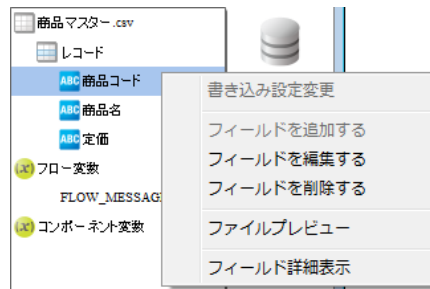 商品マスター.csv
レコード
ABC 商品コード
ABC 商品名
ABC 定価
(x) フロー変数
FLOW_MESSAG
(x) コンポーネント変数
書き込み設定変更
フィールドを追加する
フィールドを編集する
フィールドを削除する
ファイルプレビュー
フィールド詳細表示